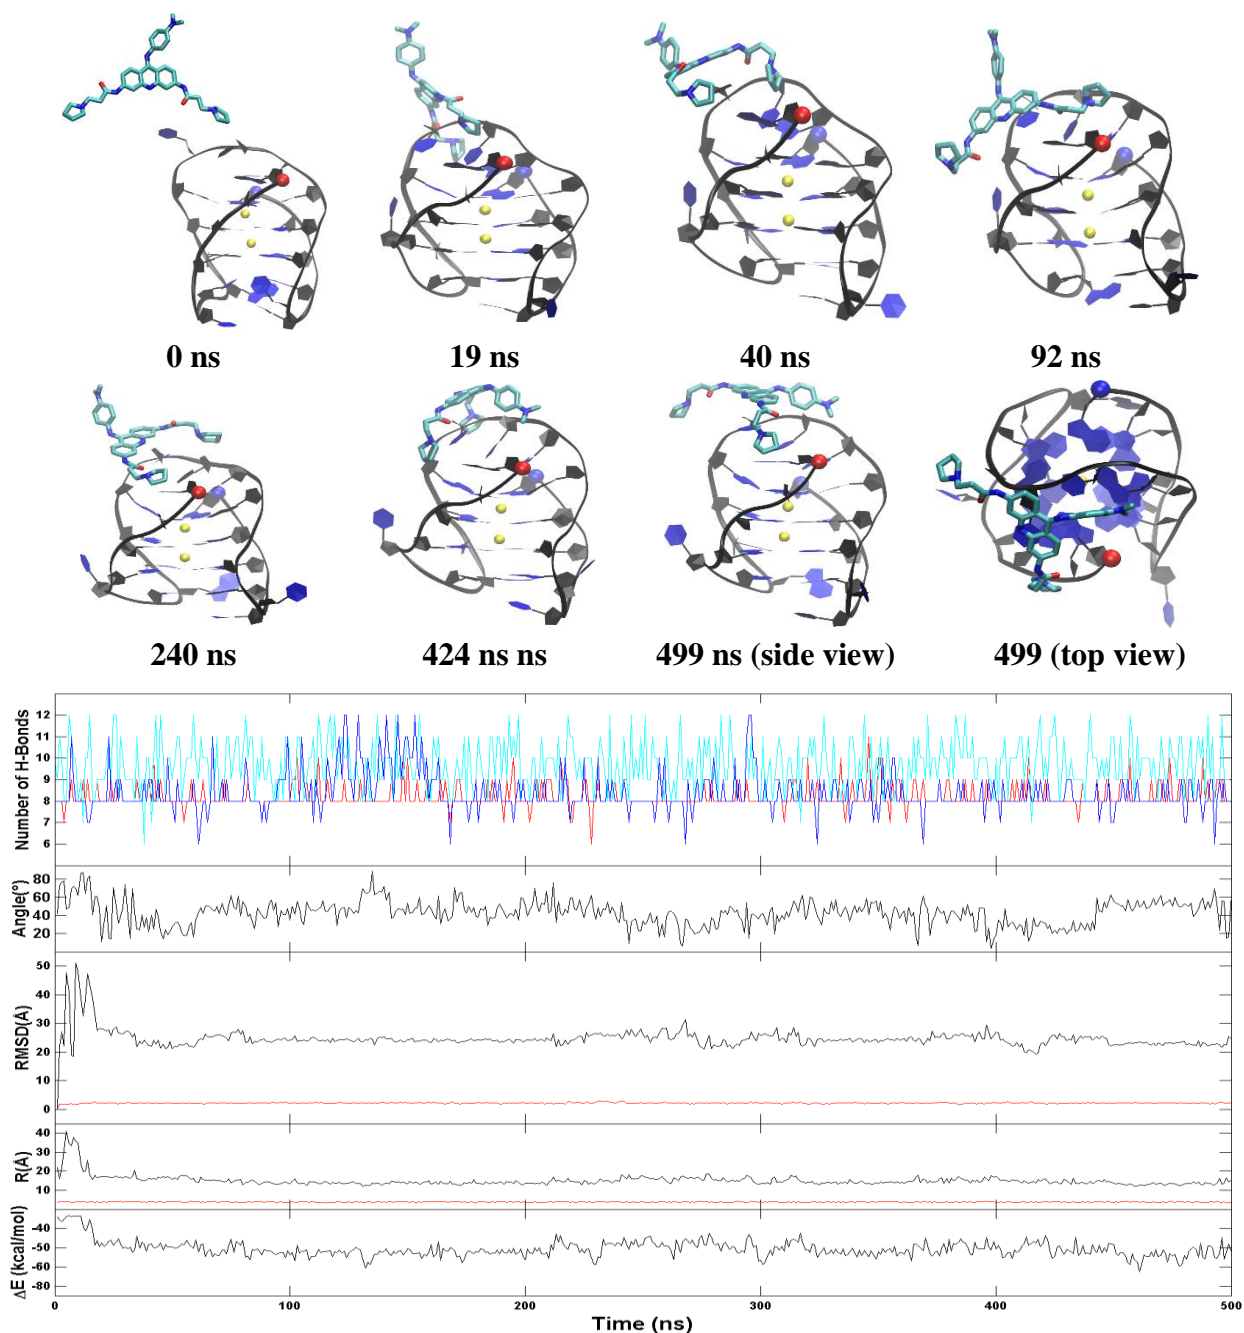 0 ns
19 ns
40 ns
92 ns
240 ns
424 ns ns
499 ns (side view)
499 (top view)
Number of H-Bonds
12
11
10
9
8
7
6
Angle(°)
80
60
40
20
RMSD(Å)
50
40
30
20
10
0
R(Å)
40
30
20
10
ΔE (kcal/mol)
-40
-50
-60
-80
0
100
200
300
400
500
Time (ns)